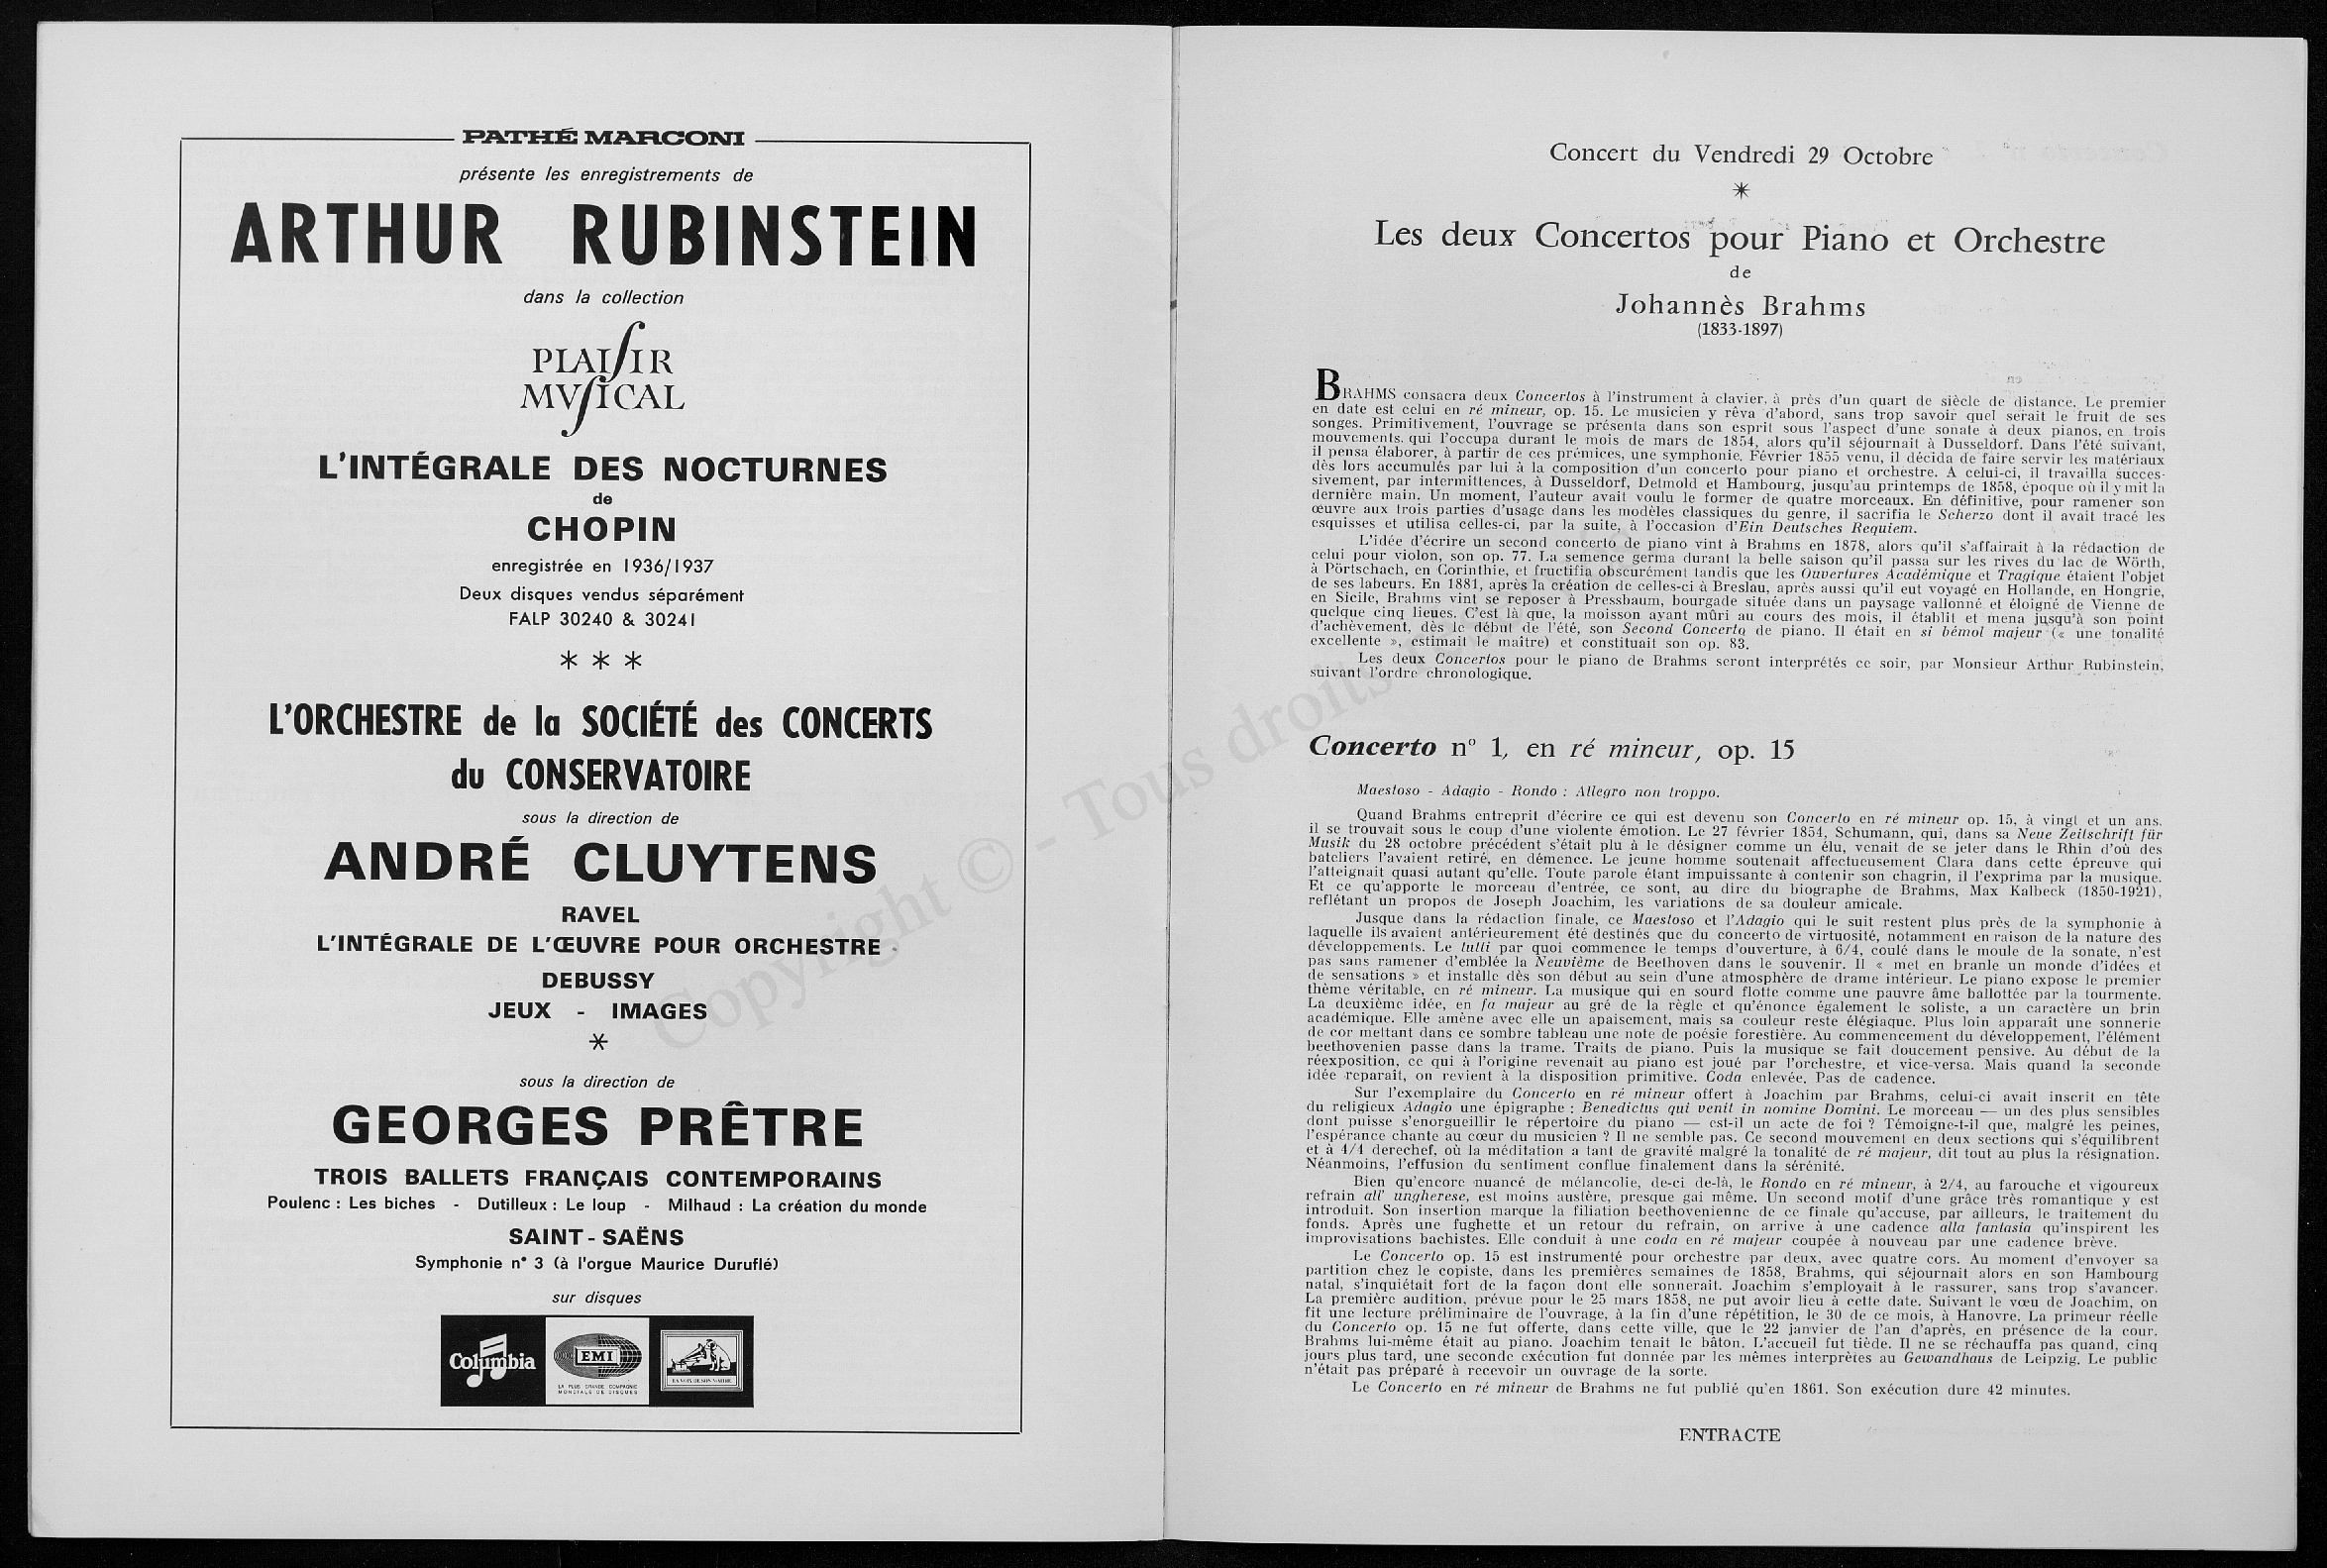 PATHÉ MARCONI
présente les enregistrements de
ARTHUR RUBINSTEIN
dans la collection
PLAISIR
MVSICAL
L'INTÉGRALE DES NOCTURNES
de
CHOPIN
enregistrée en 1936/1937
Deux disques vendus séparément
FALP 30240 & 30241
* * *
L'ORCHESTRE de la SOCIÉTÉ des CONCERTS
du CONSERVATOIRE
sous la direction de
ANDRÉ CLUYTENS
RAVEL
L'INTÉGRALE DE L'ŒUVRE POUR ORCHESTRE
DEBUSSY
JEUX - IMAGES
*
sous la direction de
GEORGES PRÊTRE
TROIS BALLETS FRANÇAIS CONTEMPORAINS
Poulenc : Les biches - Dutilleux : Le loup - Milhaud : La création du monde
SAINT-SAËNS
Symphonie n° 3 (à l'orgue Maurice Duruflé)
sur disques
Columbia
EMI
LA PLUS GRANDE COMPAGNIE
MONDIALE DE DISQUES
LA VOIX DE SON MAITRE
Concert du Vendredi 29 Octobre
*
Les deux Concertos pour Piano et Orchestre
de
Johannès Brahms
(1833-1897)
BRAHMS consacra deux Concertos à l'instrument à clavier, à près d'un quart de siècle de distance. Le premier
en date est celui en ré mineur, op. 15. Le musicien y rêva d'abord, sans trop savoir quel serait le fruit de ses
songes. Primitivement, l'ouvrage se présenta dans son esprit sous l'aspect d'une sonate à deux pianos, en trois
mouvements, qui l'occupa durant le mois de mars de 1854, alors qu'il séjournait à Dusseldorf. Dans l'été suivant,
il pensa élaborer, à partir de ces prémices, une symphonie. Février 1855 venu, il décida de faire servir les matériaux
dès lors accumulés par lui à la composition d'un concerto pour piano et orchestre. A celui-ci, il travailla succes-
sivement, par intermittences, à Dusseldorf, Detmold et Hambourg, jusqu'au printemps de 1858, époque où il y mit la
dernière main. Un moment, l'auteur avait voulu le former de quatre morceaux. En définitive, pour ramener son
œuvre aux trois parties d'usage dans les modèles classiques du genre, il sacrifia le Scherzo dont il avait tracé les
esquisses et utilisa celles-ci, par la suite, à l'occasion d'Ein Deutsches Requiem.
L'idée d'écrire un second concerto de piano vint à Brahms en 1878, alors qu'il s'affairait à la rédaction de
celui pour violon, son op. 77. La semence germa durant la belle saison qu'il passa sur les rives du lac de Wörth,
à Pörtschach, en Corinthie, et fructifia obscurément tandis que les Ouvertures Académique et Tragique étaient l'objet
de ses labeurs. En 1881, après la création de celles-ci à Breslau, après aussi qu'il eut voyagé en Hollande, en Hongrie,
en Sicile, Brahms vint se reposer à Pressbaum, bourgade située dans un paysage vallonné et éloigné de Vienne de
quelque cinq lieues. C'est là que, la moisson ayant mûri au cours des mois, il établit et mena jusqu'à son point
d'achèvement, dès le début de l'été, son Second Concerto de piano. Il était en si bémol majeur (« une tonalité
excellente », estimait le maître) et constituait son op. 83.
Les deux Concertos pour le piano de Brahms seront interprétés ce soir, par Monsieur Arthur Rubinstein,
suivant l'ordre chronologique.
Concerto n° 1, en ré mineur, op. 15
Maestoso - Adagio - Rondo : Allegro non troppo.
Quand Brahms entreprit d'écrire ce qui est devenu son Concerto en ré mineur op. 15, à vingt et un ans,
il se trouvait sous le coup d'une violente émotion. Le 27 février 1854, Schumann, qui, dans sa Neue Zeitschrift für
Musik du 28 octobre précédent s'était plu à le désigner comme un élu, venait de se jeter dans le Rhin d'où des
bateliers l'avaient retiré, en démence. Le jeune homme soutenait affectueusement Clara dans cette épreuve qui
l'atteignait quasi autant qu'elle. Toute parole étant impuissante à contenir son chagrin, il l'exprima par la musique.
Et ce qu'apporte le morceau d'entrée, ce sont, au dire du biographe de Brahms, Max Kalbeck (1850-1921),
reflétant un propos de Joseph Joachim, les variations de sa douleur amicale.
Jusque dans la rédaction finale, ce Maestoso et l'Adagio qui le suit restent plus près de la symphonie à
laquelle ils avaient antérieurement été destinés que du concerto de virtuosité, notamment en raison de la nature des
développements. Le tutti par quoi commence le temps d'ouverture, à 6/4, coulé dans le moule de la sonate, n'est
pas sans ramener d'emblée la Neuvième de Beethoven dans le souvenir. Il « met en branle un monde d'idées et
de sensations » et installe dès son début au sein d'une atmosphère de drame intérieur. Le piano expose le premier
thème véritable, en ré mineur. La musique qui en sourd flotte comme une pauvre âme ballottée par la tourmente.
La deuxième idée, en fa majeur au gré de la règle et qu'énonce également le soliste, a un caractère un brin
académique. Elle amène avec elle un apaisement, mais sa couleur reste élégiaque. Plus loin apparaît une sonnerie
de cor mettant dans ce sombre tableau une note de poésie forestière. Au commencement du développement, l'élément
beethovenien passe dans la trame. Traits de piano. Puis la musique se fait doucement pensive. Au début de la
réexposition, ce qui à l'origine revenait au piano est joué par l'orchestre, et vice-versa. Mais quand la seconde
idée reparaît, on revient à la disposition primitive. Coda enlevée. Pas de cadence.
Sur l'exemplaire du Concerto en ré mineur offert à Joachim par Brahms, celui-ci avait inscrit en tête
du religieux Adagio une épigraphe : Benedictus qui venit in nomine Domini. Le morceau — un des plus sensibles
dont puisse s'enorgueillir le répertoire du piano — est-il un acte de foi ? Témoigne-t-il que, malgré les peines,
l'espérance chante au cœur du musicien ? Il ne semble pas. Ce second mouvement en deux sections qui s'équilibrent
et à 4/4 derechef, où la méditation a tant de gravité malgré la tonalité de ré majeur, dit tout au plus la résignation.
Néanmoins, l'effusion du sentiment conflue finalement dans la sérénité.
Bien qu'encore nuancé de mélancolie, de-ci de-là, le Rondo en ré mineur, à 2/4, au farouche et vigoureux
refrain all' ungherese, est moins austère, presque gai même. Un second motif d'une grâce très romantique y est
introduit. Son insertion marque la filiation beethovenienne de ce finale qu'accuse, par ailleurs, le traitement du
fonds. Après une fughette et un retour du refrain, on arrive à une cadence alla fantasia qu'inspirent les
improvisations bachistes. Elle conduit à une coda en ré majeur coupée à nouveau par une cadence brève.
Le Concerto op. 15 est instrumenté pour orchestre par deux, avec quatre cors. Au moment d'envoyer sa
partition chez le copiste, dans les premières semaines de 1858, Brahms, qui séjournait alors en son Hambourg
natal, s'inquiétait fort de la façon dont elle sonnerait. Joachim s'employait à le rassurer, sans trop s'avancer.
La première audition, prévue pour le 25 mars 1858, ne put avoir lieu à cette date. Suivant le vœu de Joachim, on
fit une lecture préliminaire de l'ouvrage, à la fin d'une répétition, le 30 de ce mois, à Hanovre. La primeur réelle
du Concerto op. 15 ne fut offerte, dans cette ville, que le 22 janvier de l'an d'après, en présence de la cour.
Brahms lui-même était au piano. Joachim tenait le bâton. L'accueil fut tiède. Il ne se réchauffa pas quand, cinq
jours plus tard, une seconde exécution fut donnée par les mêmes interprètes au Gewandhaus de Leipzig. Le public
n'était pas préparé à recevoir un ouvrage de la sorte.
Le Concerto en ré mineur de Brahms ne fut publié qu'en 1861. Son exécution dure 42 minutes.
ENTRACTE
Copyright © - Tous droits